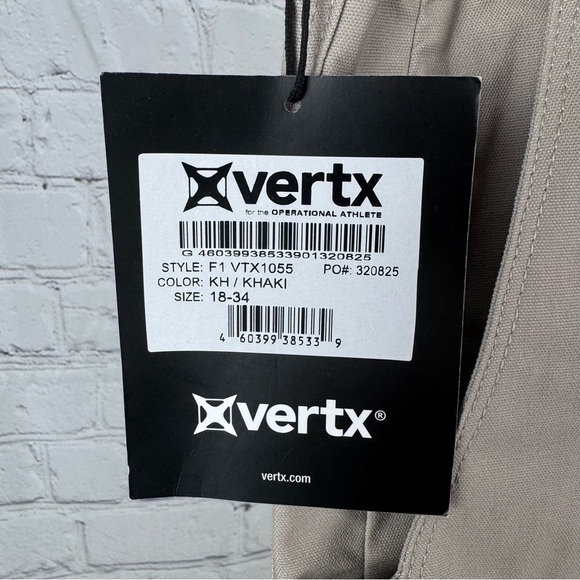 vertx
for the OPERATIONAL ATHLETE
G 46039938533901320825
STYLE: F1 VTX1055 PO#: 320825
COLOR: KH / KHAKI
SIZE: 18-34
4 60399 38533 9
vertx®
vertx.com